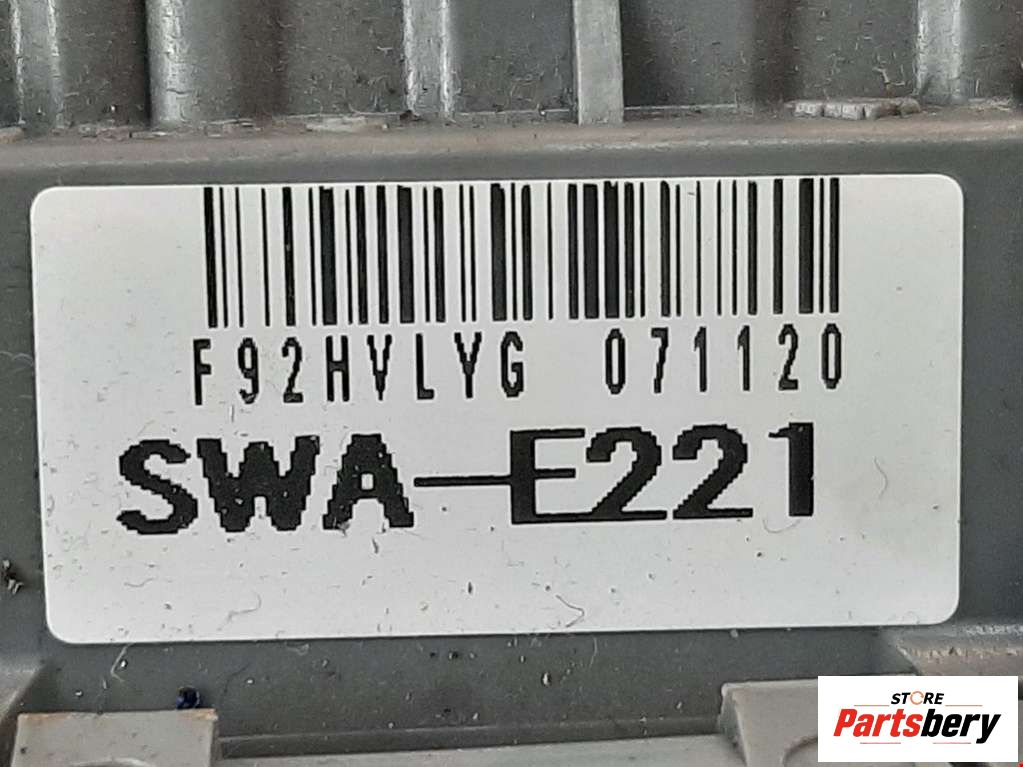 F92HVLYG 071120
SWA-E221
STORE
Partsbery